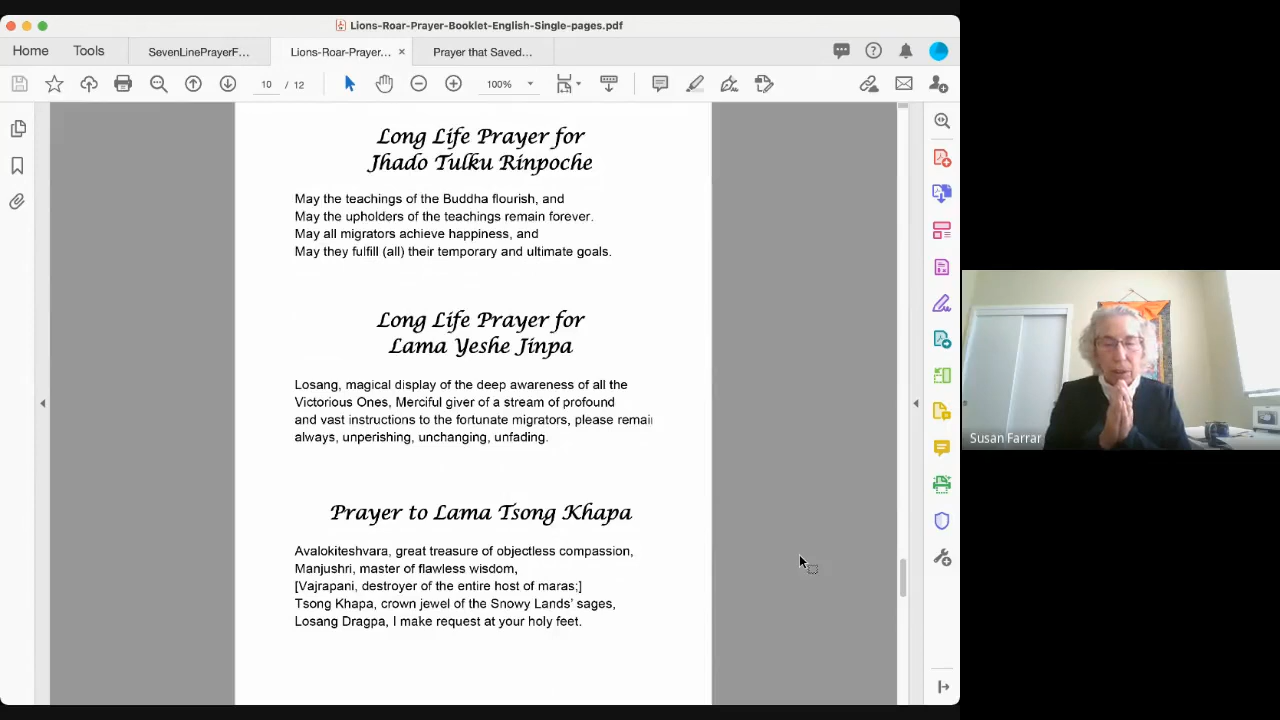 Lions-Roar-Prayer-Booklet-English-Single-pages.pdf
Home Tools SevenLinePrayerF... Lions-Roar-Prayer... × Prayer that Saved...
10 / 12 100%
Long Life Prayer for
Jhado Tulku Rinpoche
May the teachings of the Buddha flourish, and
May the upholders of the teachings remain forever.
May all migrators achieve happiness, and
May they fulfill (all) their temporary and ultimate goals.
Long Life Prayer for
Lama Yeshe Jinpa
Losang, magical display of the deep awareness of all the
Victorious Ones, Merciful giver of a stream of profound
and vast instructions to the fortunate migrators, please remai
always, unperishing, unchanging, unfading.
Prayer to Lama Tsong Khapa
Avalokiteshvara, great treasure of objectless compassion,
Manjushri, master of flawless wisdom,
[Vajrapani, destroyer of the entire host of maras;]
Tsong Khapa, crown jewel of the Snowy Lands' sages,
Losang Dragpa, I make request at your holy feet.
Susan Farrar